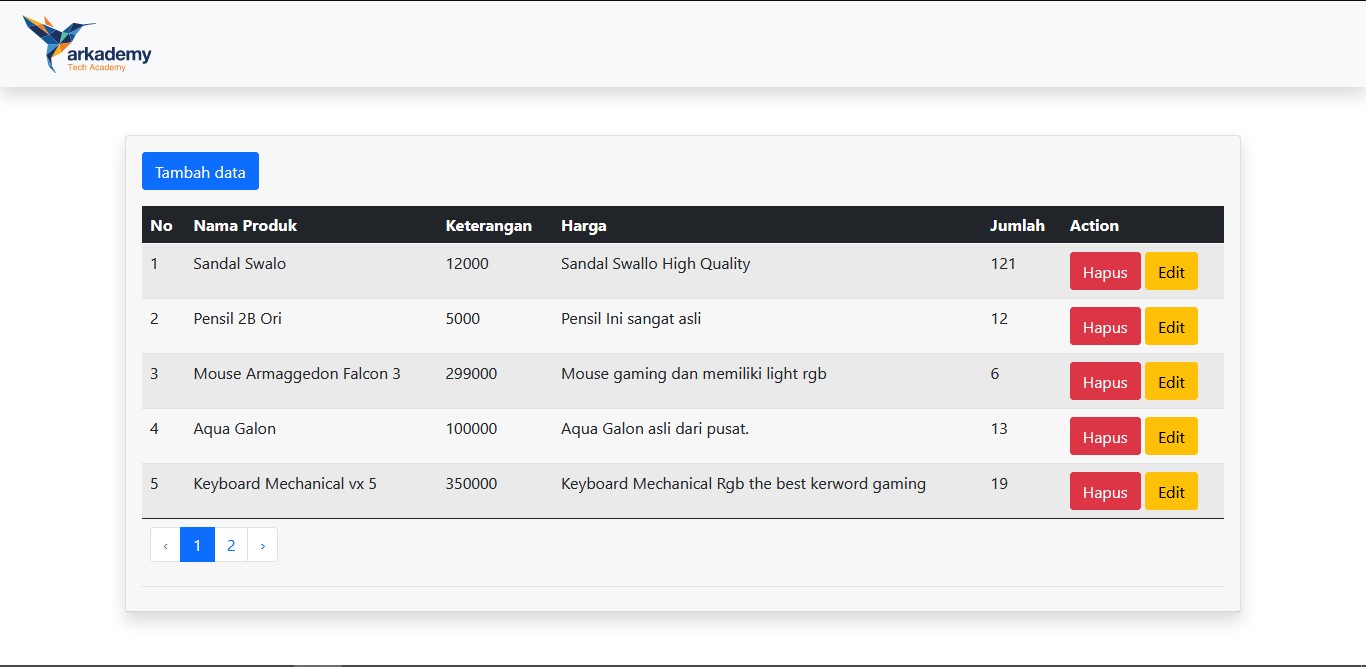 arkademy
Tech Academy
Tambah data
No Nama Produk Keterangan Harga Jumlah Action
1 Sandal Swalo 12000 Sandal Swallo High Quality 121 Hapus Edit
2 Pensil 2B Ori 5000 Pensil Ini sangat asli 12 Hapus Edit
3 Mouse Armaggedon Falcon 3 299000 Mouse gaming dan memiliki light rgb 6 Hapus Edit
4 Aqua Galon 100000 Aqua Galon asli dari pusat. 13 Hapus Edit
5 Keyboard Mechanical vx 5 350000 Keyboard Mechanical Rgb the best kerword gaming 19 Hapus Edit
‹ 1 2 ›